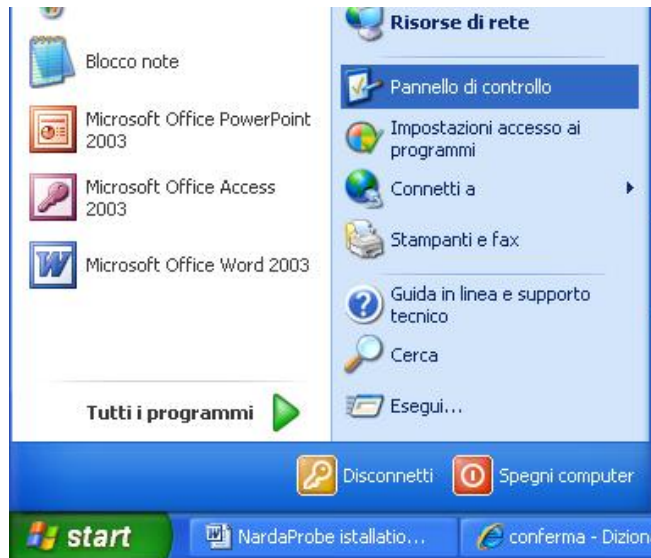 Blocco note
Microsoft Office PowerPoint
2003
Microsoft Office Access
2003
Microsoft Office Word 2003
Tutti i programmi
Risorse di rete
Pannello di controllo
Impostazioni accesso ai
programmi
Connetti a
Stampanti e fax
Guida in linea e supporto
tecnico
Cerca
Esegui...
Disconnetti
Spegni computer
start
NardaProbe istallatio...
conferma - Dizion